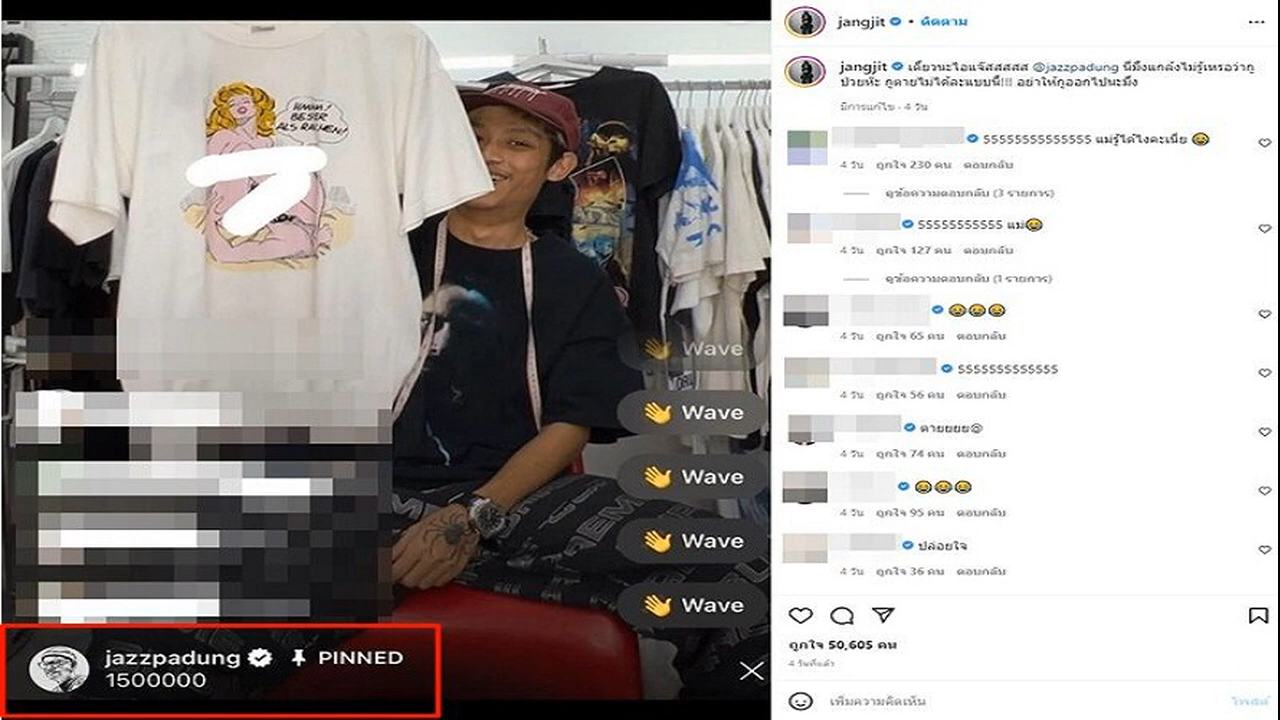 HMMM!
BESSR
ALS RAUHEN!
Wave
Wave
Wave
Wave
Wave
jazzpadung PINNED
1500000
jangjit • ติดตาม
jangjit เดี๋ยวนะไอแจ๊สสสสส @jazzpadung นี่มึงแกล้งไม่รู้เหรอว่ากู
ป่วยห๊ะ กูตายไม่ได้ละแบบนี้!!! อย่าให้กูออกไปนะมึง
มีการแก้ไข · 4 วัน
55555555555555 แม่รู้ได้ไงคะเนี่ย 😂
4 วัน ถูกใจ 230 คน ตอบกลับ
ดูข้อความตอบกลับ (3 รายการ)
55555555555 แม่😂
4 วัน ถูกใจ 127 คน ตอบกลับ
ดูข้อความตอบกลับ (1 รายการ)
😂😂😂
4 วัน ถูกใจ 65 คน ตอบกลับ
5555555555555
4 วัน ถูกใจ 56 คน ตอบกลับ
ตายยยย
4 วัน ถูกใจ 74 คน ตอบกลับ
😂😂😂
4 วัน ถูกใจ 95 คน ตอบกลับ
ปล่อยใจ
4 วัน ถูกใจ 36 คน ตอบกลับ
ถูกใจ 50,605 คน
4 วันที่แล้ว
เพิ่มความคิดเห็น
โพสต์